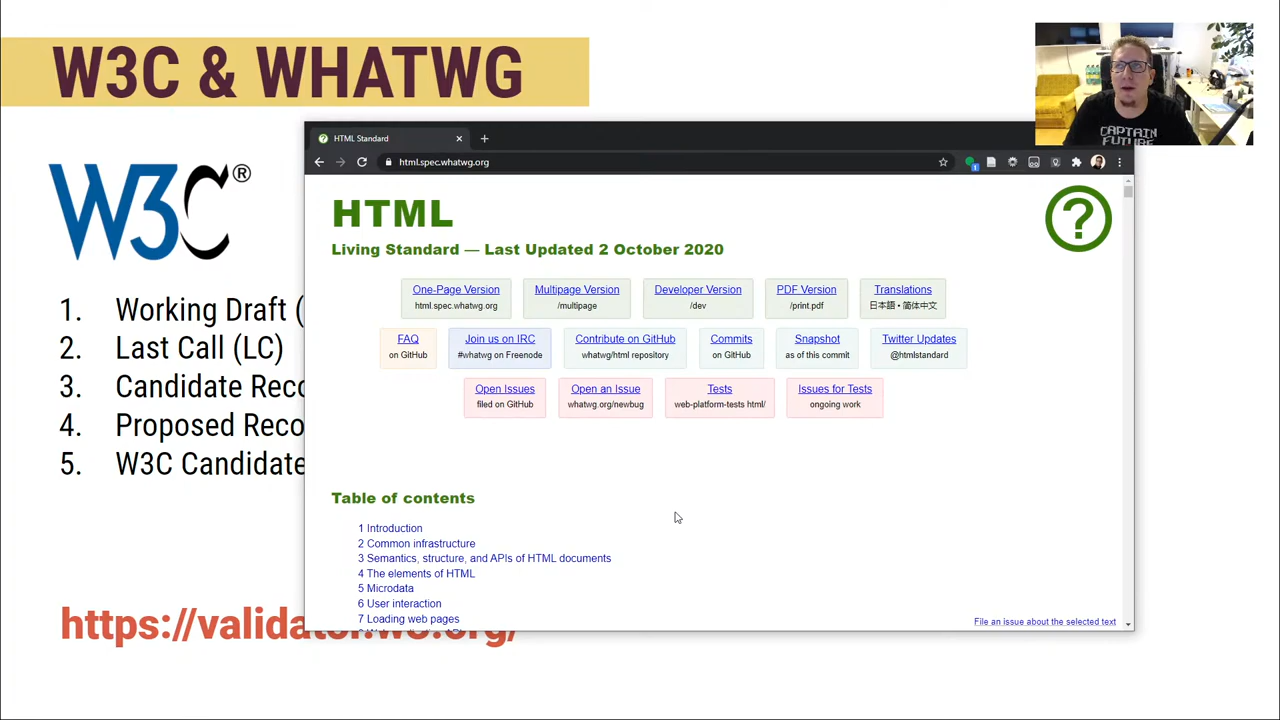 W3C & WHATWG
W3C®
1. Working Draft (
2. Last Call (LC)
3. Candidate Reco
4. Proposed Reco
5. W3C Candidate
https://validator.w3.org/
CAPTAIN
FUTURE
HTML Standard
html.spec.whatwg.org
HTML
Living Standard — Last Updated 2 October 2020
One-Page Version
html.spec.whatwg.org
Multipage Version
/multipage
Developer Version
/dev
PDF Version
/print.pdf
Translations
日本語 • 简体中文
FAQ
on GitHub
Join us on IRC
#whatwg on Freenode
Contribute on GitHub
whatwg/html repository
Commits
on GitHub
Snapshot
as of this commit
Twitter Updates
@htmlstandard
Open Issues
filed on GitHub
Open an Issue
whatwg.org/newbug
Tests
web-platform-tests html/
Issues for Tests
ongoing work
?
Table of contents
1 Introduction
2 Common infrastructure
3 Semantics, structure, and APIs of HTML documents
4 The elements of HTML
5 Microdata
6 User interaction
7 Loading web pages
File an issue about the selected text